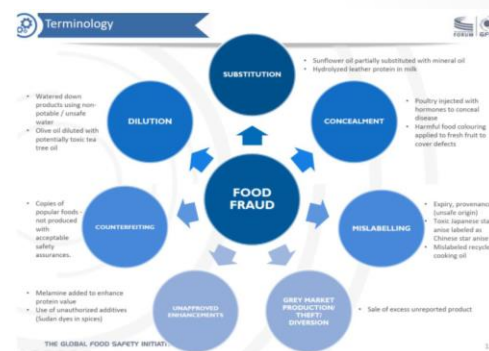 Terminology
FORUM
SUBSTITUTION
• Sunflower oil partially substituted with mineral oil
• Hydrolyzed leather protein in milk
• Watered down
products using non-
potable / unsafe
water
• Olive oil diluted with
potentially toxic tea
tree oil
DILUTION
CONCEALMENT
• Poultry injected with
hormones to conceal
disease
• Harmful food colouring
applied to fresh fruit to
cover defects
FOOD
FRAUD
• Copies of
popular foods -
not produced
with
acceptable
safety
assurances.
COUNTERFEITING
MISLABELLING
• Expiry, provenanc
(unsafe origin)
• Toxic Japanese sta
anise labeled as
Chinese star anise
• Mislabeled recycle
cooking oil
• Melamine added to enhance
protein value
• Use of unauthorized additives
(Sudan dyes in spices)
UNAPPROVED
ENHANCEMENTS
GREY MARKET
PRODUCTION/
THEFT/
DIVERSION
• Sale of excess unreported product
THE GLOBAL FOOD SAFETY INITIATI